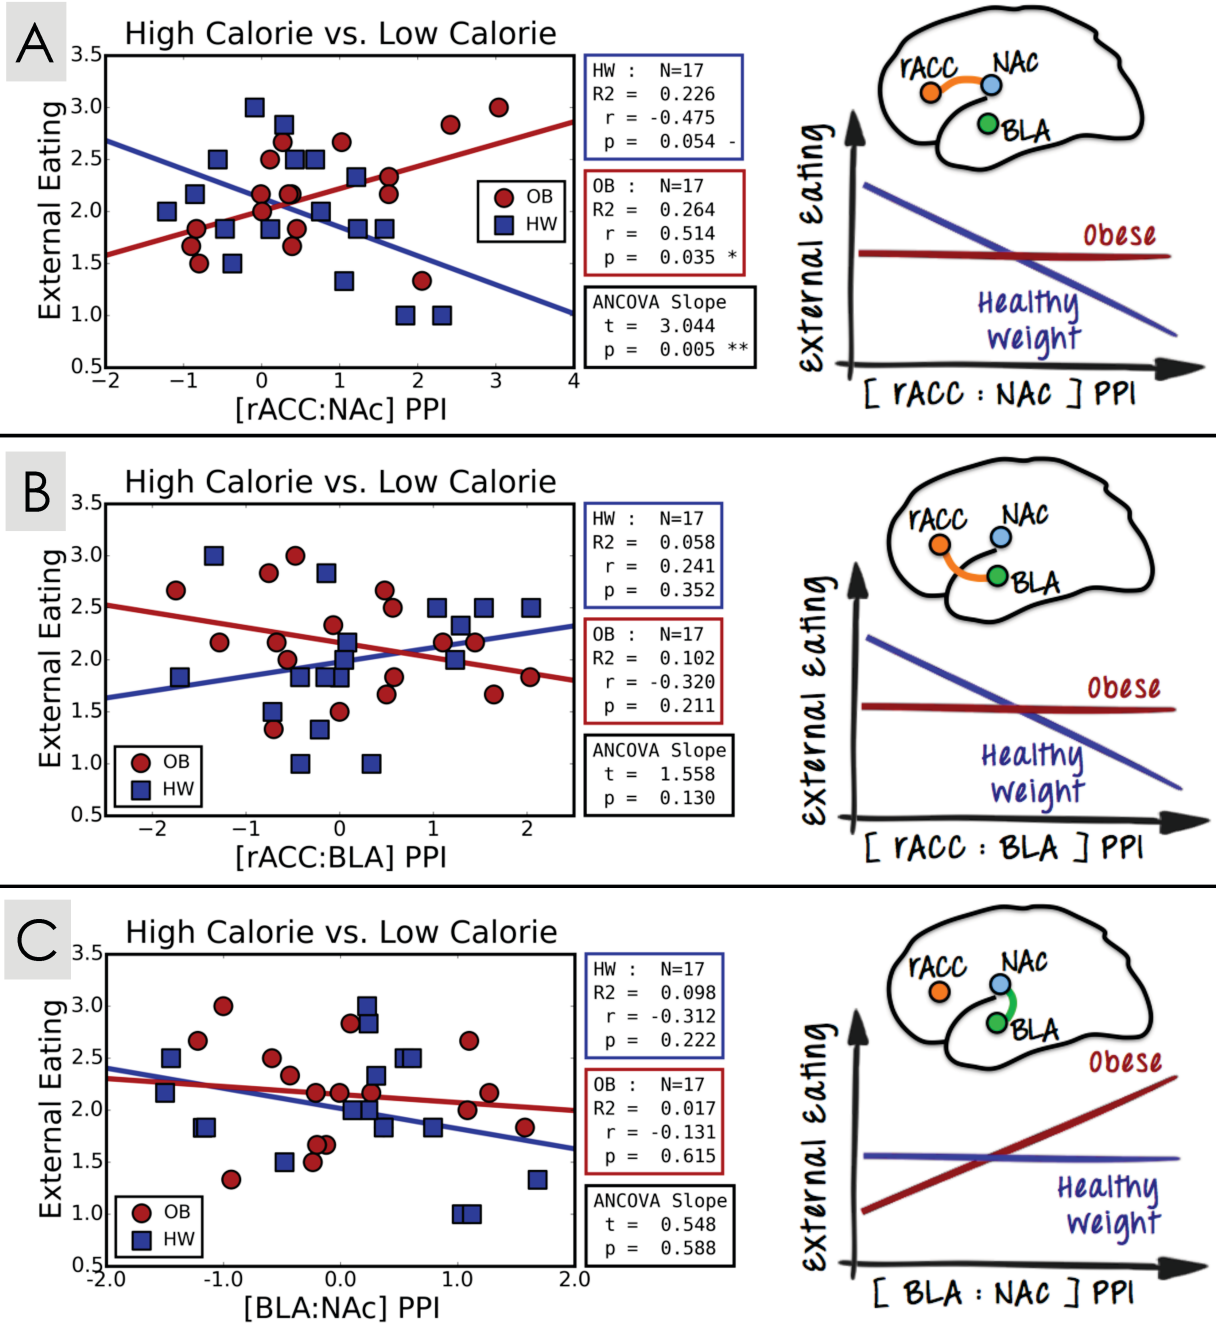 A
High Calorie vs. Low Calorie
External Eating
3.5
3.0
2.5
2.0
1.5
1.0
0.5
−2 −1 0 1 2 3 4
[rACC:NAc] PPI
OB
HW
HW : N=17
R2 = 0.226
r = -0.475
p = 0.054 -
OB : N=17
R2 = 0.264
r = 0.514
p = 0.035 *
ANCOVA Slope
t = 3.044
p = 0.005 **
rACC NAc
BLA
External Eating
Obese
Healthy
Weight
[ rACC : NAc ] PPI
B
High Calorie vs. Low Calorie
External Eating
3.5
3.0
2.5
2.0
1.5
1.0
0.5
−2 −1 0 1 2
[rACC:BLA] PPI
OB
HW
HW : N=17
R2 = 0.058
r = 0.241
p = 0.352
OB : N=17
R2 = 0.102
r = -0.320
p = 0.211
ANCOVA Slope
t = 1.558
p = 0.130
rACC NAc
BLA
External Eating
Obese
Healthy
Weight
[ rACC : BLA ] PPI
C
High Calorie vs. Low Calorie
External Eating
3.5
3.0
2.5
2.0
1.5
1.0
0.5
-2.0 -1.0 0.0 1.0 2.0
[BLA:NAc] PPI
OB
HW
HW : N=17
R2 = 0.098
r = -0.312
p = 0.222
OB : N=17
R2 = 0.017
r = -0.131
p = 0.615
ANCOVA Slope
t = 0.548
p = 0.588
rACC NAc
BLA
External Eating
Obese
Healthy
Weight
[ BLA : NAc ] PPI